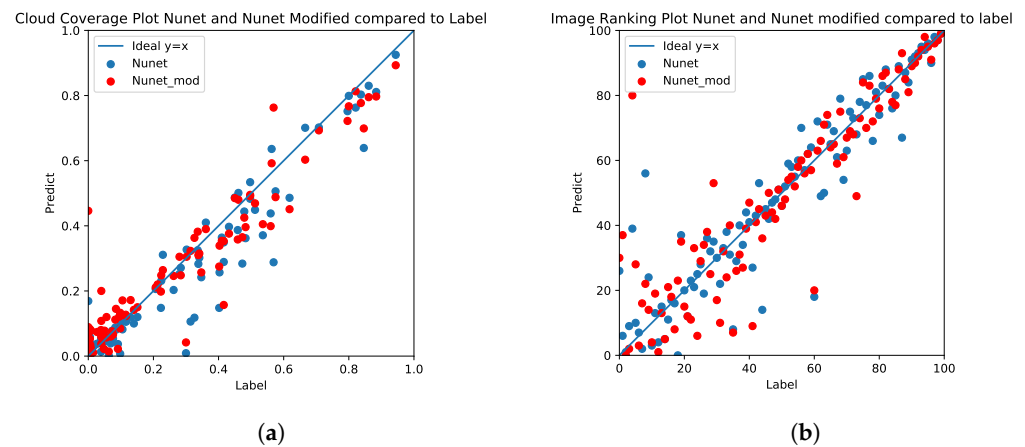 Cloud Coverage Plot Nunet and Nunet Modified compared to Label
1.0
0.8
0.6
0.4
0.2
0.0
Predict
Ideal y=x
Nunet
Nunet_mod
0.0 0.2 0.4 0.6 0.8 1.0
Label
(a)
Image Ranking Plot Nunet and Nunet modified compared to label
100
80
60
40
20
0
Predict
Ideal y=x
Nunet
Nunet_mod
0 20 40 60 80 100
Label
(b)